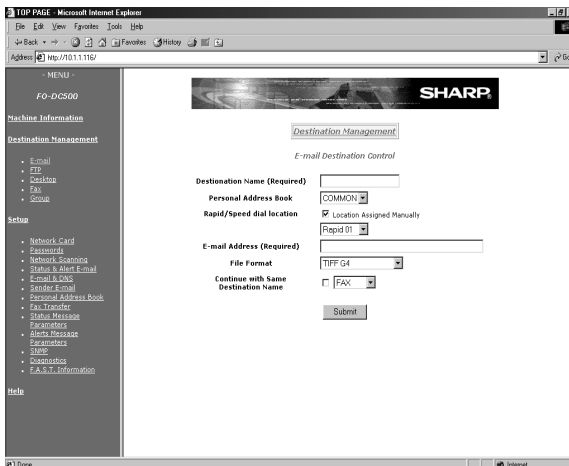 TOP PAGE - Microsoft Internet Explorer
File Edit View Favorites Tools Help
Back Favorites History
Address http://10.1.1.116/ Go
- MENU -
FO-DC500
Machine Information
Destination Management
E-mail
FTP
Desktop
Fax
Group
Setup
Network Card
Passwords
Network Scanning
Status & Alert E-mail
E-mail & DNS
Sender E-mail
Personal Address Book
Fax Transfer
Status Message
Parameters
Alerts Message
Parameters
SNMP
Diagnostics
F.A.S.T. Information
Help
SHARP
Destination Management
E-mail Destination Control
Destionation Name (Required)
Personal Address Book COMMON
Rapid/Speed dial location Location Assigned Manually
Rapid 01
E-mail Address (Required)
File Format TIFF G4
Continue with Same
Destination Name FAX
Submit
Done Internet